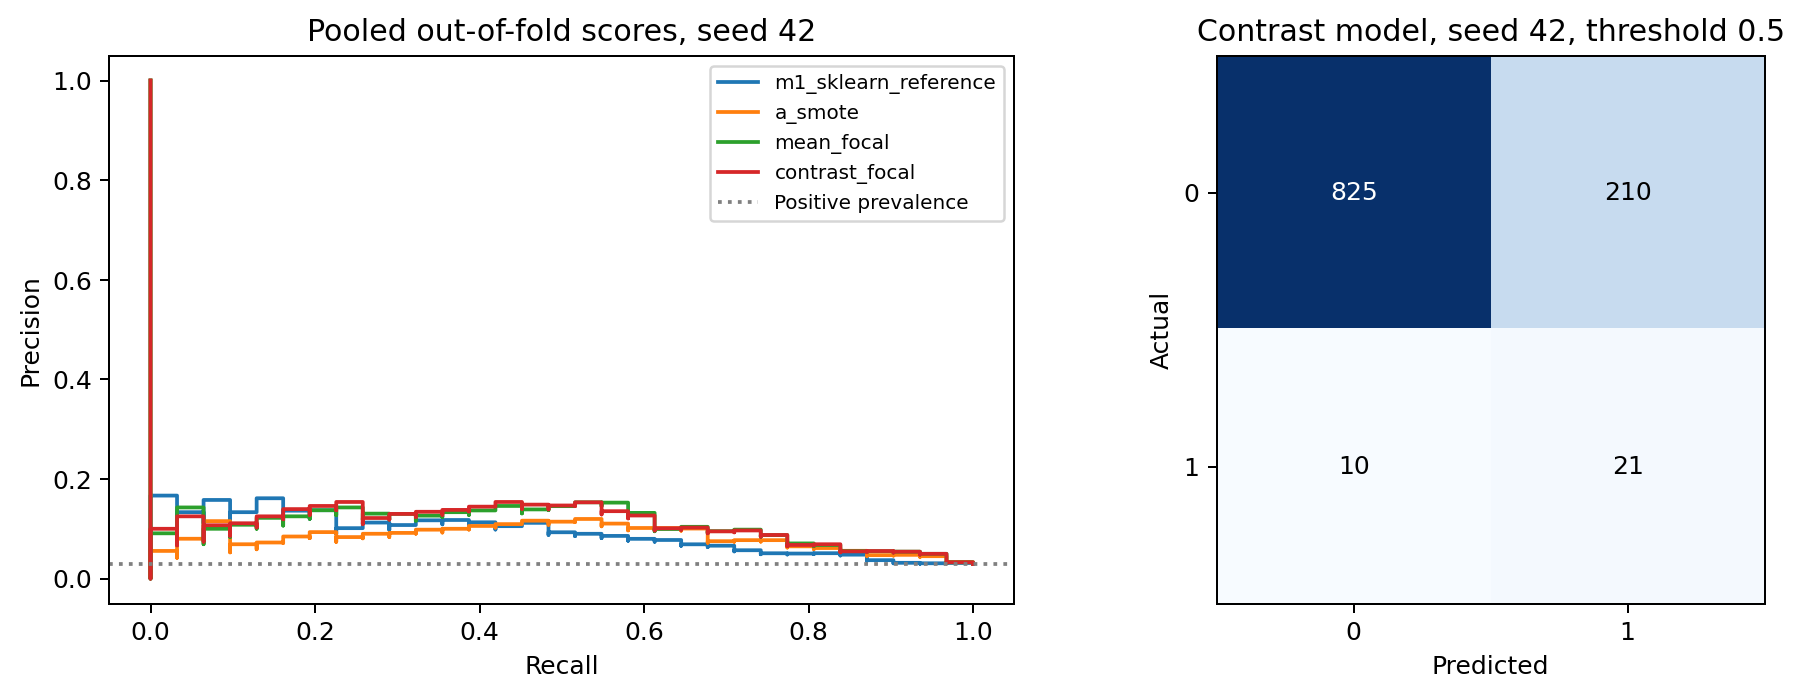 Pooled out-of-fold scores, seed 42
Precision
1.0
0.8
0.6
0.4
0.2
0.0
m1_sklearn_reference
a_smote
mean_focal
contrast_focal
Positive prevalence
0.0 0.2 0.4 0.6 0.8 1.0
Recall
Contrast model, seed 42, threshold 0.5
Actual
0
825 210
1
10 21
0 1
Predicted